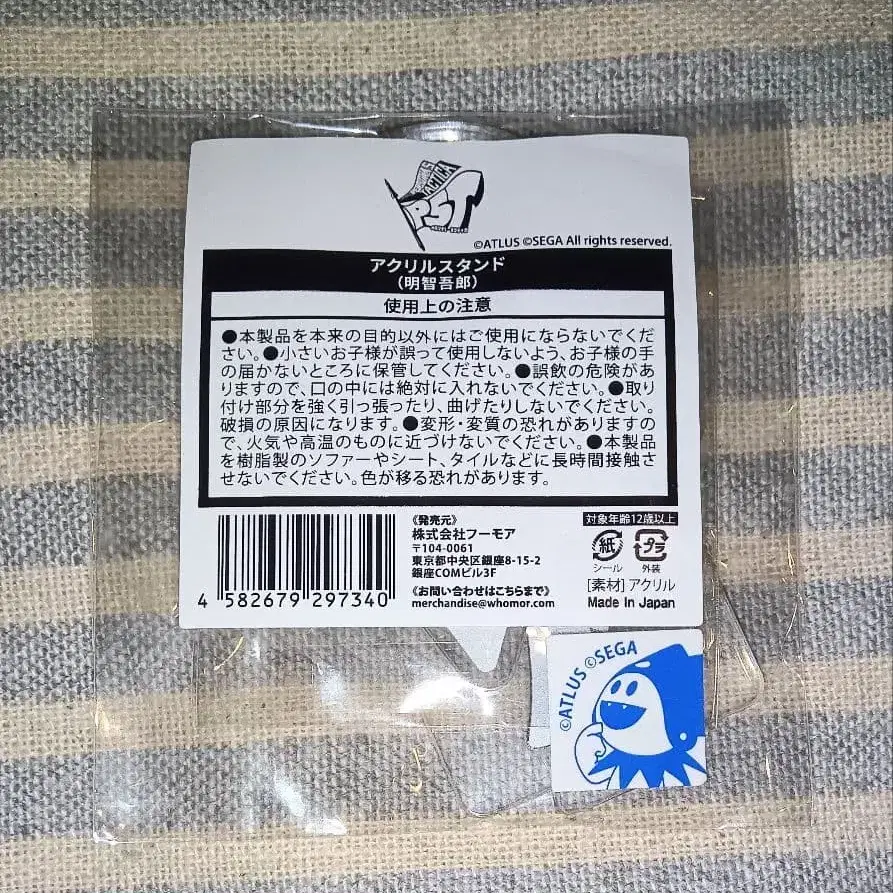 TACTICA
P5T
©ATLUS ©SEGA All rights reserved.
アクリルスタンド
（明智吾郎）
使用上の注意
●本製品を本来の目的以外にはご使用にならないでくだ
さい。●小さいお子様が誤って使用しないよう、お子様の手
の届かないところに保管してください。●誤飲の危険があ
りますので、口の中には絶対に入れないでください。●取り
付け部分を強く引っ張ったり、曲げたりしないでください。
破損の原因になります。●変形・変質の恐れがありますの
で、火気や高温のものに近づけないでください。●本製品
を樹脂製のソファーやシート、タイルなどに長時間接触さ
せないでください。色が移る恐れがあります。
4 582679 297340
《発売元》
株式会社フーモア
〒104-0061
東京都中央区銀座8-15-2
銀座COMビル3F
《お問い合わせはこちらまで》
merchandise@whomor.com
対象年齢12歳以上
紙 プラ
シール 外装
[素材] アクリル
Made In Japan
©ATLUS ©SEGA